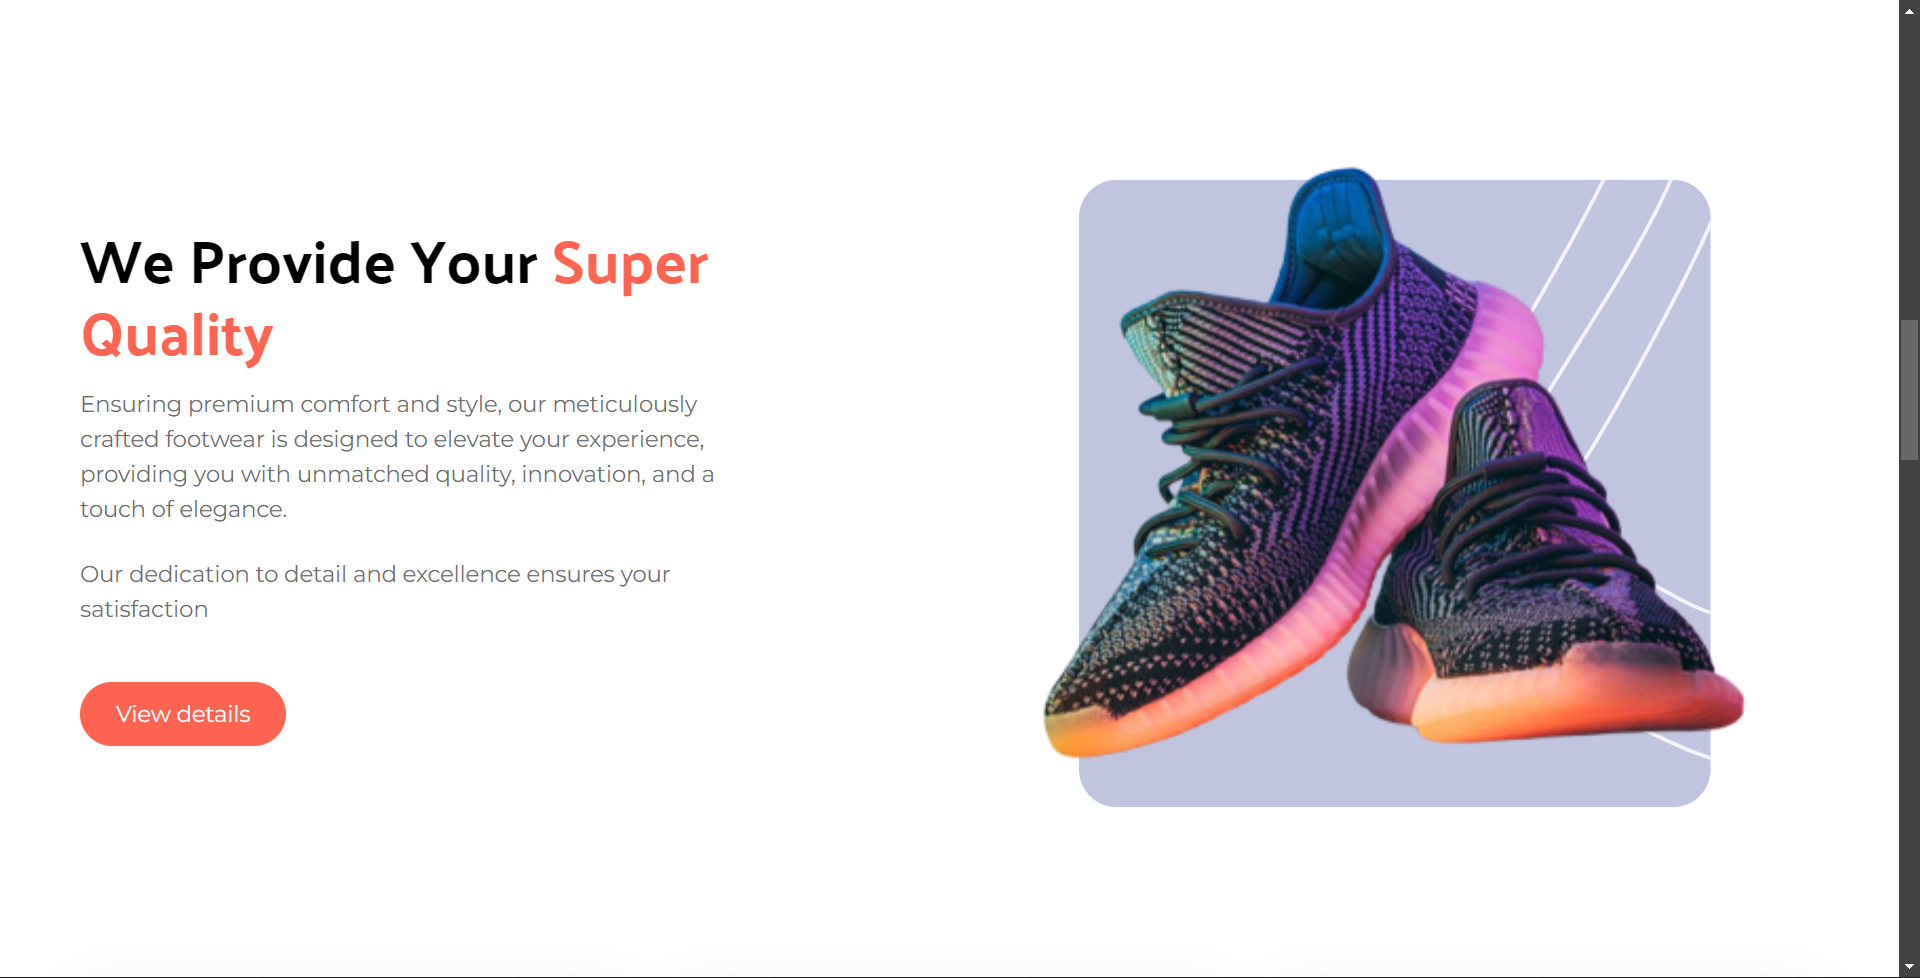 We Provide Your Super
Quality
Ensuring premium comfort and style, our meticulously
crafted footwear is designed to elevate your experience,
providing you with unmatched quality, innovation, and a
touch of elegance.
Our dedication to detail and excellence ensures your
satisfaction
View details